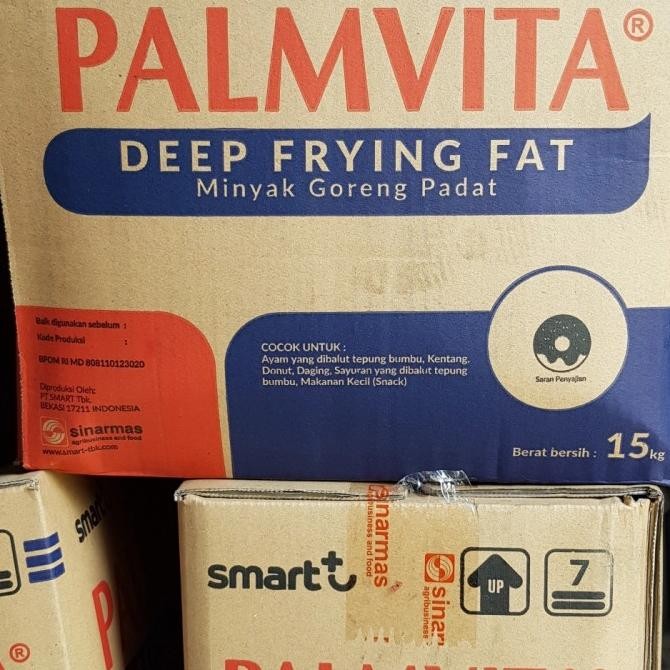 PALMVITA®
DEEP FRYING FAT
Minyak Goreng Padat
Baik digunakan sebelum :
Kode Produksi :
BPOM RI MD 808110123020
Diproduksi Oleh:
PT.SMART Tbk.
BEKASI 17211 INDONESIA
sinarmas
agribusiness and food
www.smart-tbk.com
COCOK UNTUK :
Ayam yang dibalut tepung bumbu, Kentang,
Donut, Daging, Sayuran yang dibalut tepung
bumbu, Makanan Kecil (Snack)
Saran Penyajian
Berat bersih : 15kg
smart
smart
sinarmas
agribusiness and food
sinar
agribusiness
UP
7
®
PALMVITA